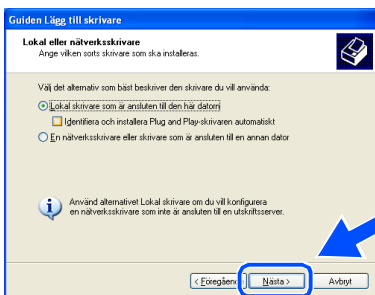 Guiden Lägg till skrivare
Lokal eller nätverksskrivare
Ange vilken sorts skrivare som ska installeras.
Välj det alternativ som bäst beskriver den skrivare du vill använda:
Lokal skrivare som är ansluten till den här datorn
Identifiera och installera Plug and Play-skrivaren automatiskt
En nätverksskrivare eller skrivare som är ansluten till en annan dator
Använd alternativet Lokal skrivare om du vill konfigurera
en nätverksskrivare som inte är ansluten till en utskriftsserver.
< Föregåen Nästa > Avbryt